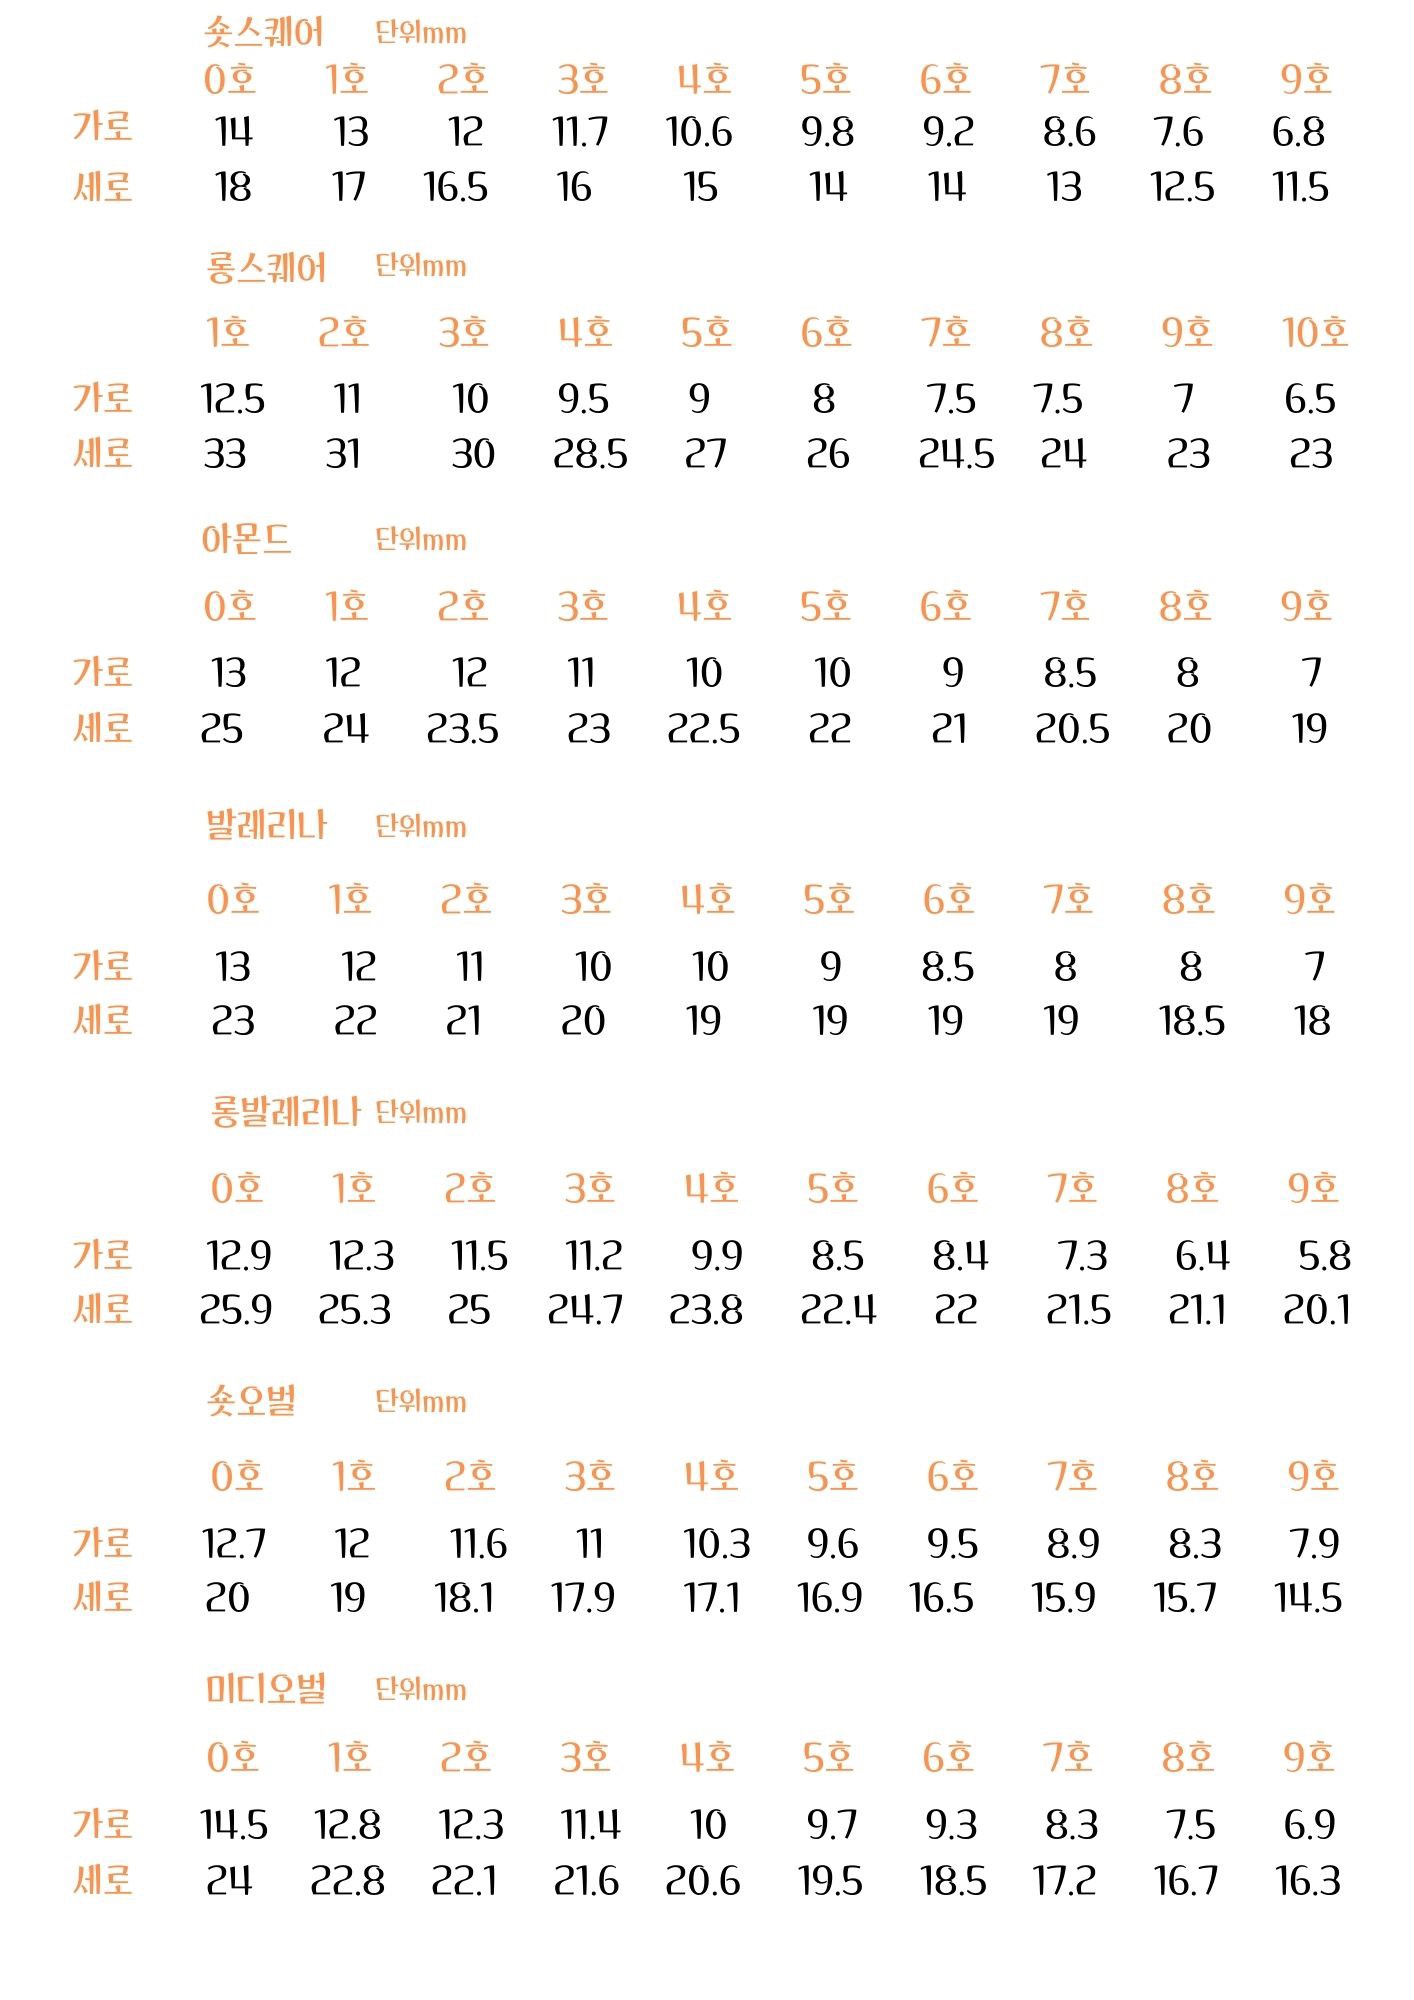 숏스퀘어 단위mm
0호 1호 2호 3호 4호 5호 6호 7호 8호 9호
가로 14 13 12 11.7 10.6 9.8 9.2 8.6 7.6 6.8
세로 18 17 16.5 16 15 14 14 13 12.5 11.5
롱스퀘어 단위mm
1호 2호 3호 4호 5호 6호 7호 8호 9호 10호
가로 12.5 11 10 9.5 9 8 7.5 7.5 7 6.5
세로 33 31 30 28.5 27 26 24.5 24 23 23
아몬드 단위mm
0호 1호 2호 3호 4호 5호 6호 7호 8호 9호
가로 13 12 12 11 10 10 9 8.5 8 7
세로 25 24 23.5 23 22.5 22 21 20.5 20 19
발레리나 단위mm
0호 1호 2호 3호 4호 5호 6호 7호 8호 9호
가로 13 12 11 10 10 9 8.5 8 8 7
세로 23 22 21 20 19 19 19 19 18.5 18
롱발레리나 단위mm
0호 1호 2호 3호 4호 5호 6호 7호 8호 9호
가로 12.9 12.3 11.5 11.2 9.9 8.5 8.4 7.3 6.4 5.8
세로 25.9 25.3 25 24.7 23.8 22.4 22 21.5 21.1 20.1
숏오벌 단위mm
0호 1호 2호 3호 4호 5호 6호 7호 8호 9호
가로 12.7 12 11.6 11 10.3 9.6 9.5 8.9 8.3 7.9
세로 20 19 18.1 17.9 17.1 16.9 16.5 15.9 15.7 14.5
미디오벌 단위mm
0호 1호 2호 3호 4호 5호 6호 7호 8호 9호
가로 14.5 12.8 12.3 11.4 10 9.7 9.3 8.3 7.5 6.9
세로 24 22.8 22.1 21.6 20.6 19.5 18.5 17.2 16.7 16.3